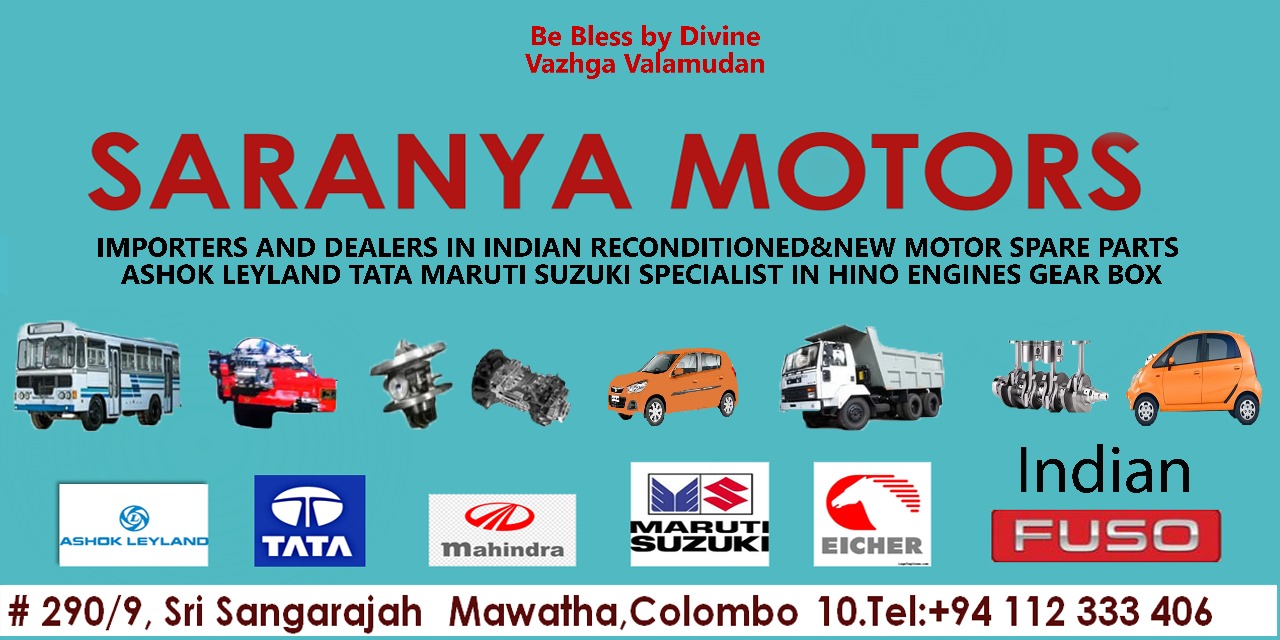 Be Bless by Divine
Vazhga Valamudan
SARANYA MOTORS
IMPORTERS AND DEALERS IN INDIAN RECONDITIONED&NEW MOTOR SPARE PARTS
ASHOK LEYLAND TATA MARUTI SUZUKI SPECIALIST IN HINO ENGINES GEAR BOX
ASHOK LEYLAND
TATA
Mahindra
MARUTI
SUZUKI
EICHER
Indian
FUSO
# 290/9, Sri Sangarajah Mawatha,Colombo 10.Tel:+94 112 333 406